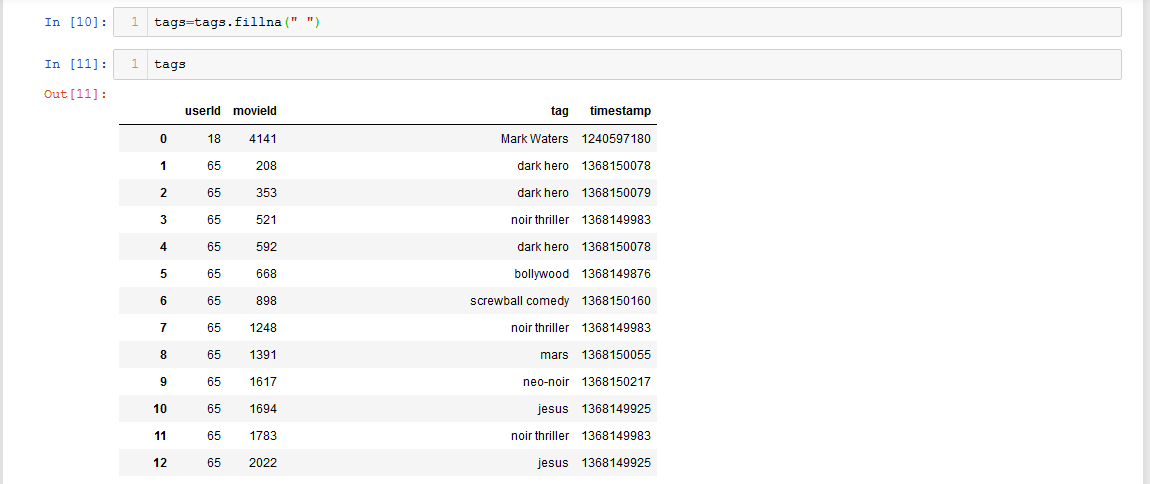 In [10]: 1 tags=tags.fillna(" ")
In [11]: 1 tags
Out[11]:
userId movieId tag timestamp
0 18 4141 Mark Waters 1240597180
1 65 208 dark hero 1368150078
2 65 353 dark hero 1368150079
3 65 521 noir thriller 1368149983
4 65 592 dark hero 1368150078
5 65 668 bollywood 1368149876
6 65 898 screwball comedy 1368150160
7 65 1248 noir thriller 1368149983
8 65 1391 mars 1368150055
9 65 1617 neo-noir 1368150217
10 65 1694 jesus 1368149925
11 65 1783 noir thriller 1368149983
12 65 2022 jesus 1368149925